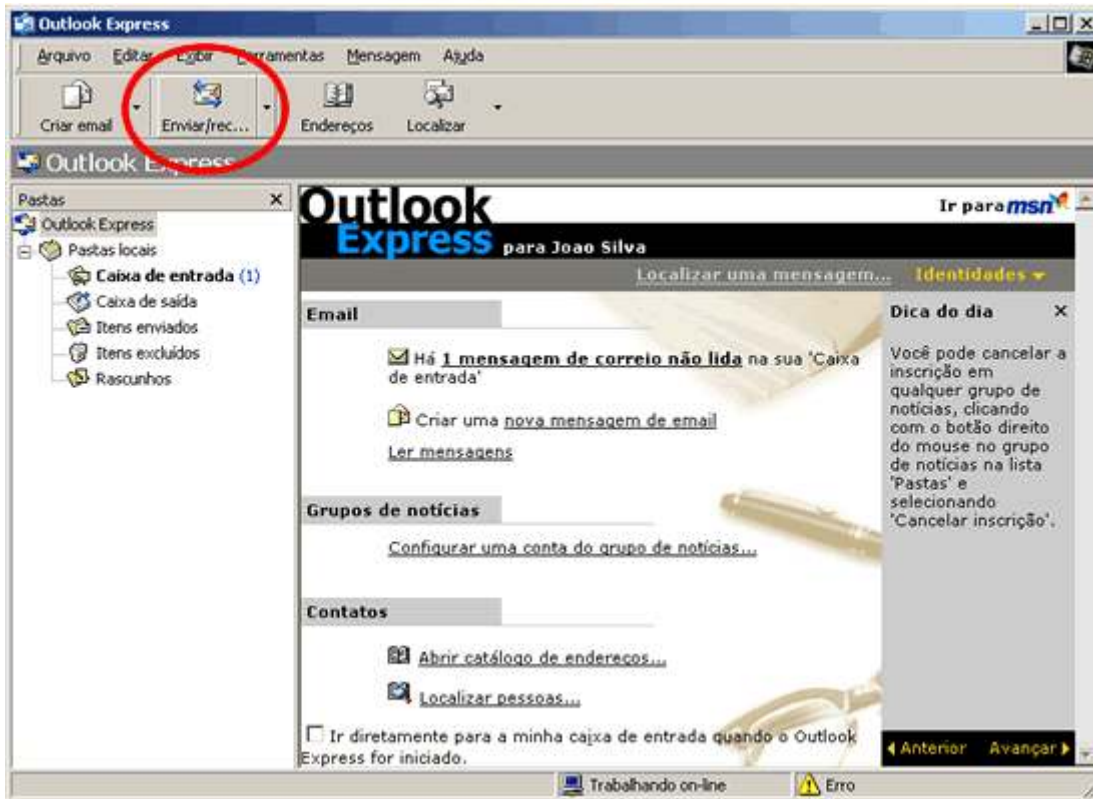 Outlook Express
Arquivo Editar Exibir Ferramentas Mensagem Ajuda
Criar email Enviar/rec... Endereços Localizar
Outlook Express
Pastas
Outlook Express
Pastas locais
Caixa de entrada (1)
Caixa de saída
Itens enviados
Itens excluídos
Rascunhos
Outlook
Express para Joao Silva
Ir para msn
Localizar uma mensagem... Identidades
Email
Há 1 mensagem de correio não lida na sua 'Caixa
de entrada'
Criar uma nova mensagem de email
Ler mensagens
Grupos de notícias
Configurar uma conta do grupo de notícias...
Contatos
Abrir catálogo de endereços...
Localizar pessoas...
Ir diretamente para a minha caixa de entrada quando o Outlook
Express for iniciado.
Dica do dia
Você pode cancelar a
inscrição em
qualquer grupo de
notícias, clicando
com o botão direito
do mouse no grupo
de notícias na lista
'Pastas' e
selecionando
'Cancelar inscrição'.
Anterior Avançar
Trabalhando on-line Erro